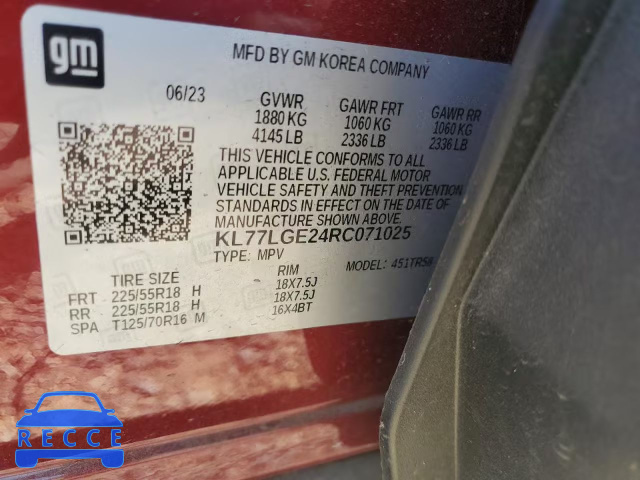 gm
MFD BY GM KOREA COMPANY
06/23 GVWR GAWR FRT GAWR RR
1880 KG 1060 KG 1060 KG
4145 LB 2336 LB 2336 LB
THIS VEHICLE CONFORMS TO ALL
APPLICABLE U.S. FEDERAL MOTOR
VEHICLE SAFETY AND THEFT PREVENTION
STANDARDS IN EFFECT ON THE DATE OF
MANUFACTURE SHOWN ABOVE.
KL77LGE24RC071025
TYPE: MPV MODEL: 451TR58
TIRE SIZE RIM
FRT 225/55R18 H 18X7.5J
RR 225/55R18 H 18X7.5J
SPA T125/70R16 M 16X4BT
RECCE